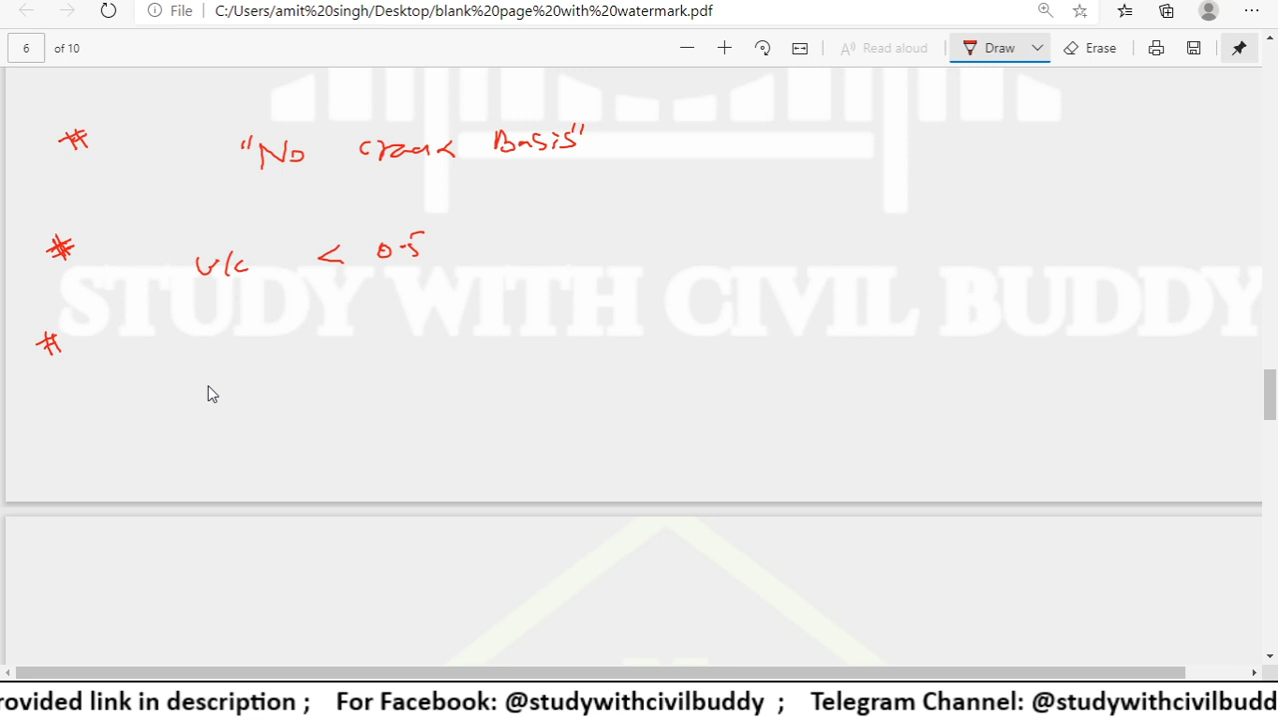 File C:/Users/amit%20singh/Desktop/blank%20page%20with%20watermark.pdf
6 of 10 Read aloud Draw Erase
# "No crack Basis"
# w/c < 0.5
STUDY WITH CIVIL BUDDY
#
rovided link in description ; For Facebook: @studywithcivilbuddy ; Telegram Channel: @studywithcivilbudd